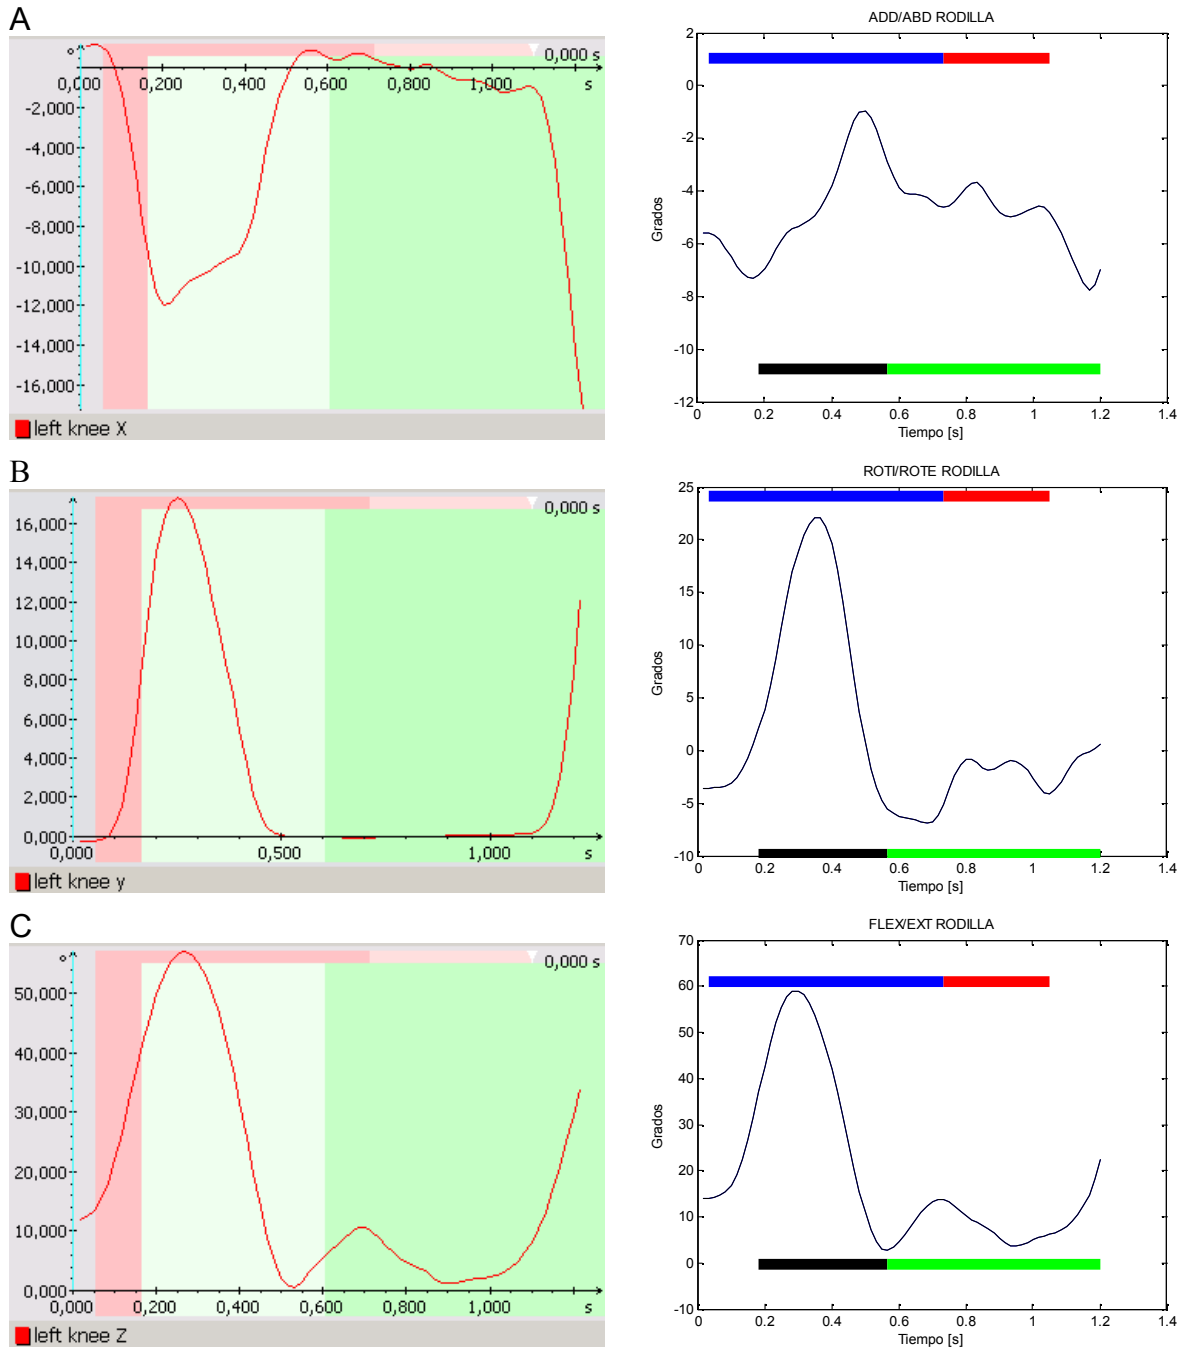 A
0,000 s
°
0,000 0,200 0,400 0,600 0,800 1,000 s
-2,000
-4,000
-6,000
-8,000
-10,000
-12,000
-14,000
-16,000
left knee X
ADD/ABD RODILLA
2
0
-2
-4
-6
-8
-10
-12
Grados
0 0.2 0.4 0.6 0.8 1 1.2 1.4
Tiempo [s]
B
0,000 s
16,000
14,000
12,000
10,000
8,000
6,000
4,000
2,000
0,000
0,000 0,500 1,000 s
left knee y
ROTI/ROTE RODILLA
25
20
15
10
5
0
-5
-10
Grados
0 0.2 0.4 0.6 0.8 1 1.2 1.4
Tiempo [s]
C
0,000 s
°
50,000
40,000
30,000
20,000
10,000
0,000
0,000 0,200 0,400 0,600 0,800 1,000 s
left knee Z
FLEX/EXT RODILLA
70
60
50
40
30
20
10
0
-10
Grados
0 0.2 0.4 0.6 0.8 1 1.2 1.4
Tiempo [s]